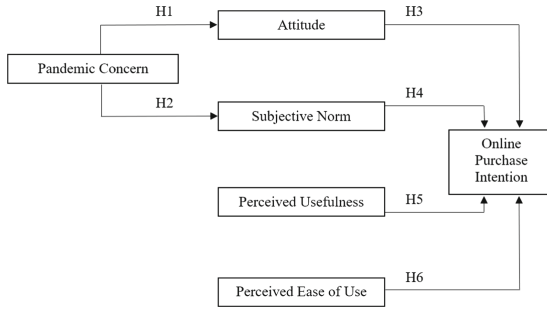 H1
H3
Attitude
Pandemic Concern
H2
H4
Subjective Norm
Online
Purchase
Intention
Perceived Usefulness
H5
H6
Perceived Ease of Use